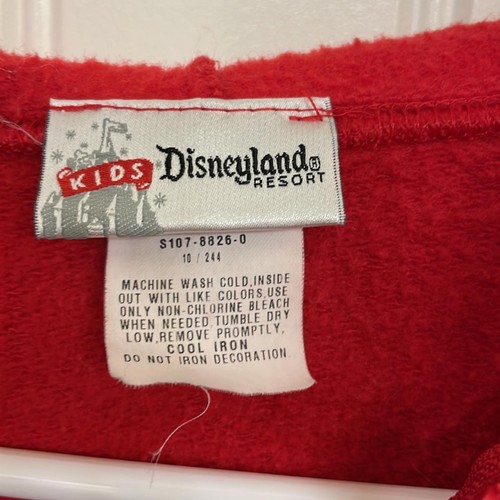 KIDS
Disneyland®
RESORT
S107-8826-0
10 / 244
MACHINE WASH COLD,INSIDE
OUT WITH LIKE COLORS,USE
ONLY NON-CHLORINE BLEACH
WHEN NEEDED,TUMBLE DRY
LOW,REMOVE PROMPTLY,
COOL IRON
DO NOT IRON DECORATION.